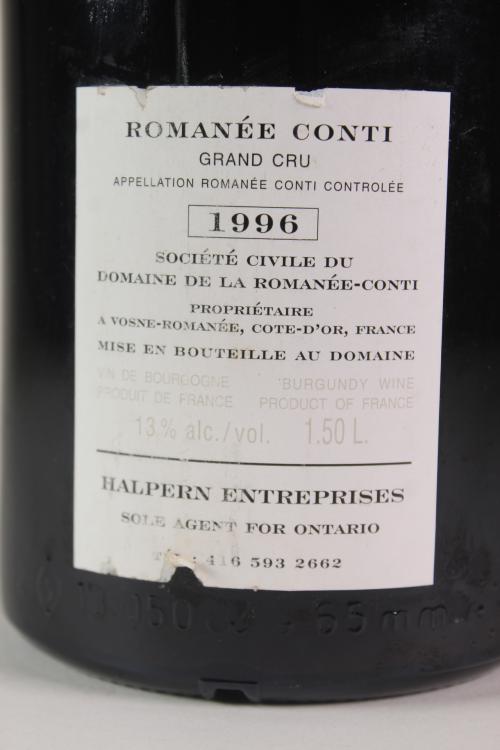 ROMANÉE CONTI
GRAND CRU
APPELLATION ROMANÉE CONTI CONTROLÉE
1996
SOCIÉTÉ CIVILE DU
DOMAINE DE LA ROMANÉE-CONTI
PROPRIÉTAIRE
A VOSNE-ROMANÉE, COTE-D'OR, FRANCE
MISE EN BOUTEILLE AU DOMAINE
VIN DE BOURGOGNE BURGUNDY WINE
PRODUIT DE FRANCE PRODUCT OF FRANCE
13.% alc./vol. 1.50 L.
HALPERN ENTREPRISES
SOLE AGENT FOR ONTARIO
416 593 2662
65mm